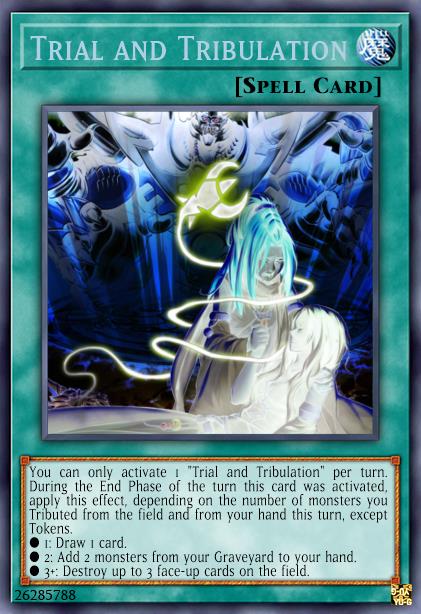 Trial and Tribulation 魔
[Spell Card]
You can only activate 1 "Trial and Tribulation" per turn.
During the End Phase of the turn this card was activated,
apply this effect, depending on the number of monsters you
Tributed from the field and from your hand this turn, except
Tokens.
● 1: Draw 1 card.
● 2: Add 2 monsters from your Graveyard to your hand.
● 3+: Destroy up to 3 face-up cards on the field.
26285788